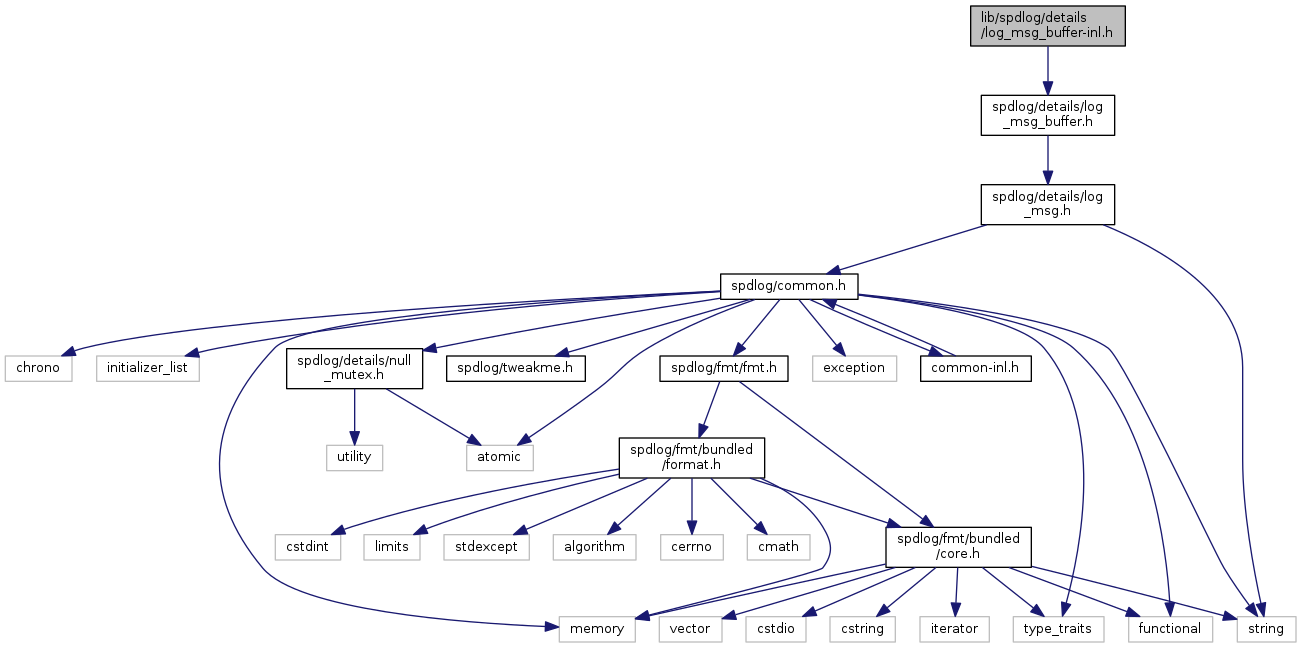 lib/spdlog/details
/log_msg_buffer-inl.h
spdlog/details/log
_msg_buffer.h
spdlog/details/log
_msg.h
spdlog/common.h
chrono
initializer_list
spdlog/details/null
_mutex.h
spdlog/tweakme.h
spdlog/fmt/fmt.h
exception
common-inl.h
utility
atomic
spdlog/fmt/bundled
/format.h
cstdint
limits
stdexcept
algorithm
cerrno
cmath
spdlog/fmt/bundled
/core.h
memory
vector
cstdio
cstring
iterator
type_traits
functional
string